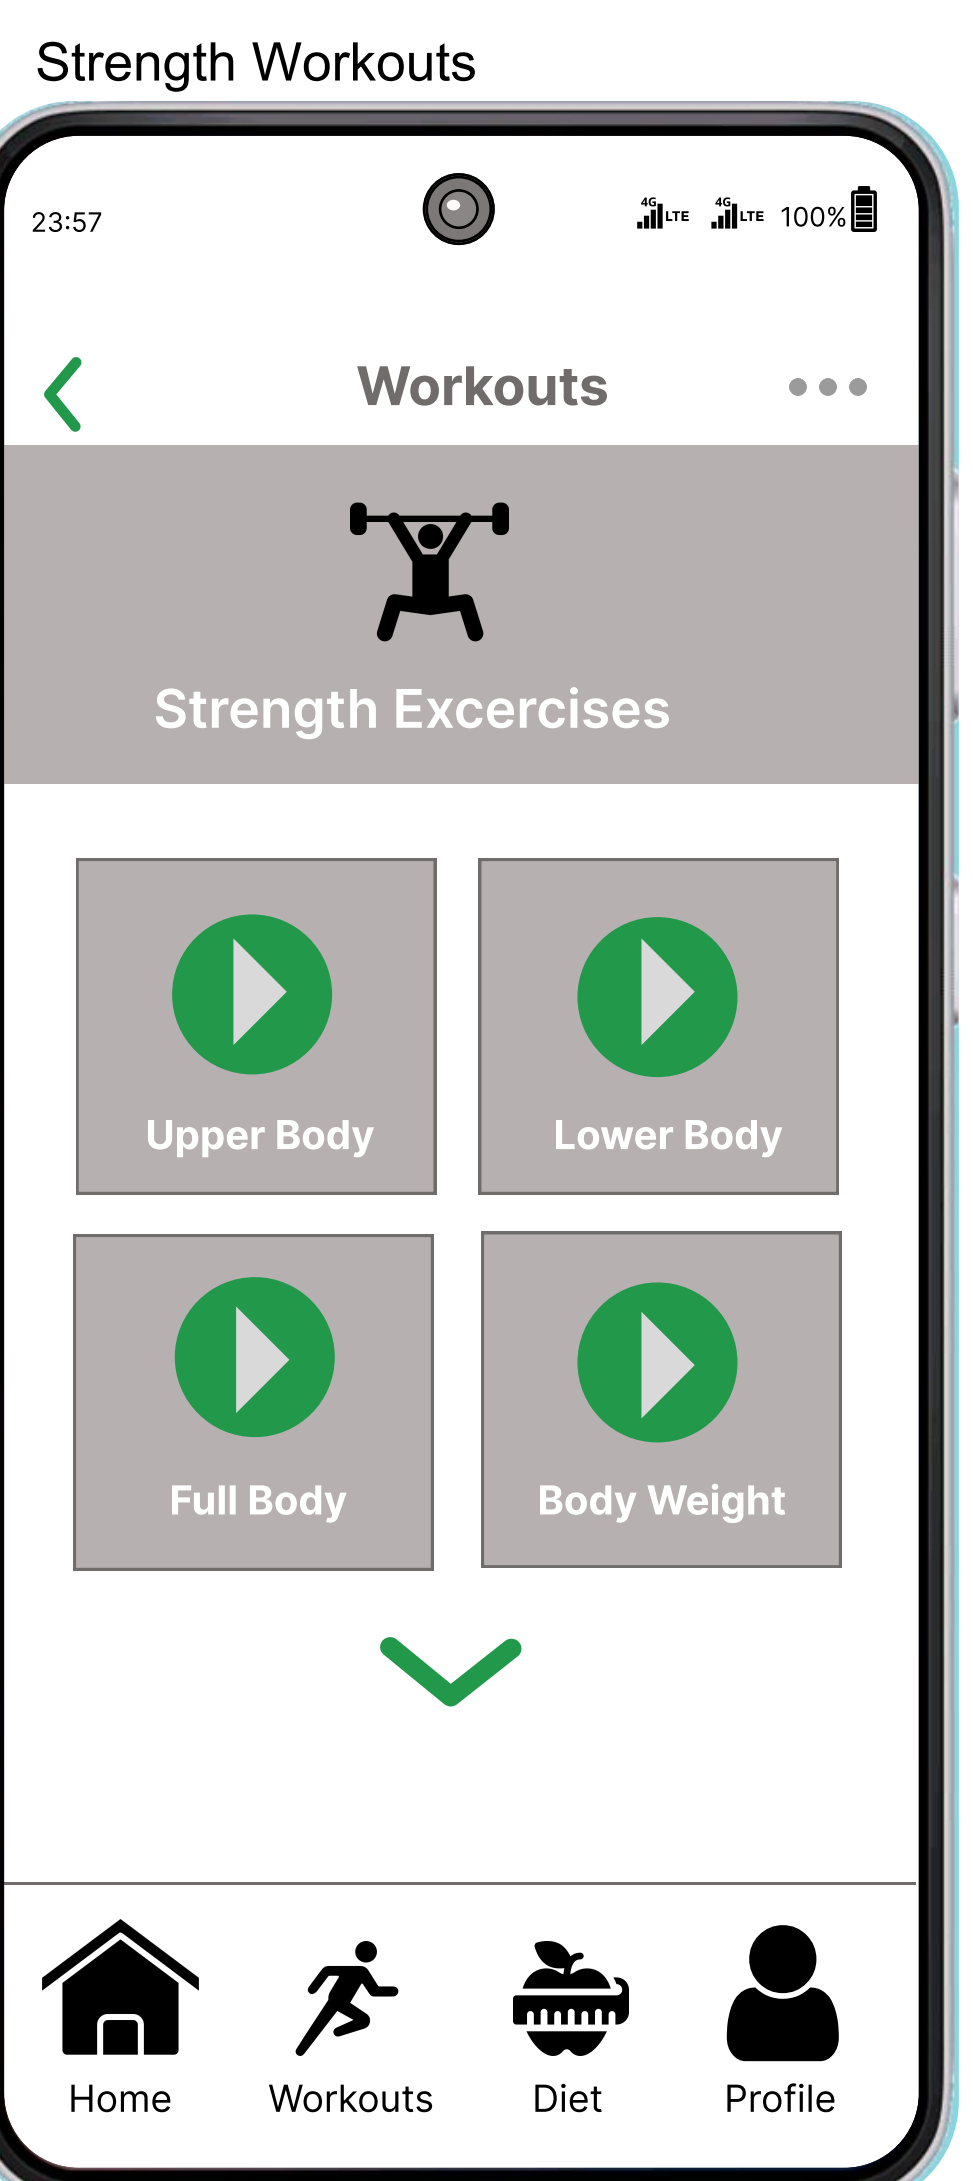 Strength Workouts
23:57
4G LTE 4G LTE 100%
Workouts
Strength Excercises
Upper Body
Lower Body
Full Body
Body Weight
Home
Workouts
Diet
Profile